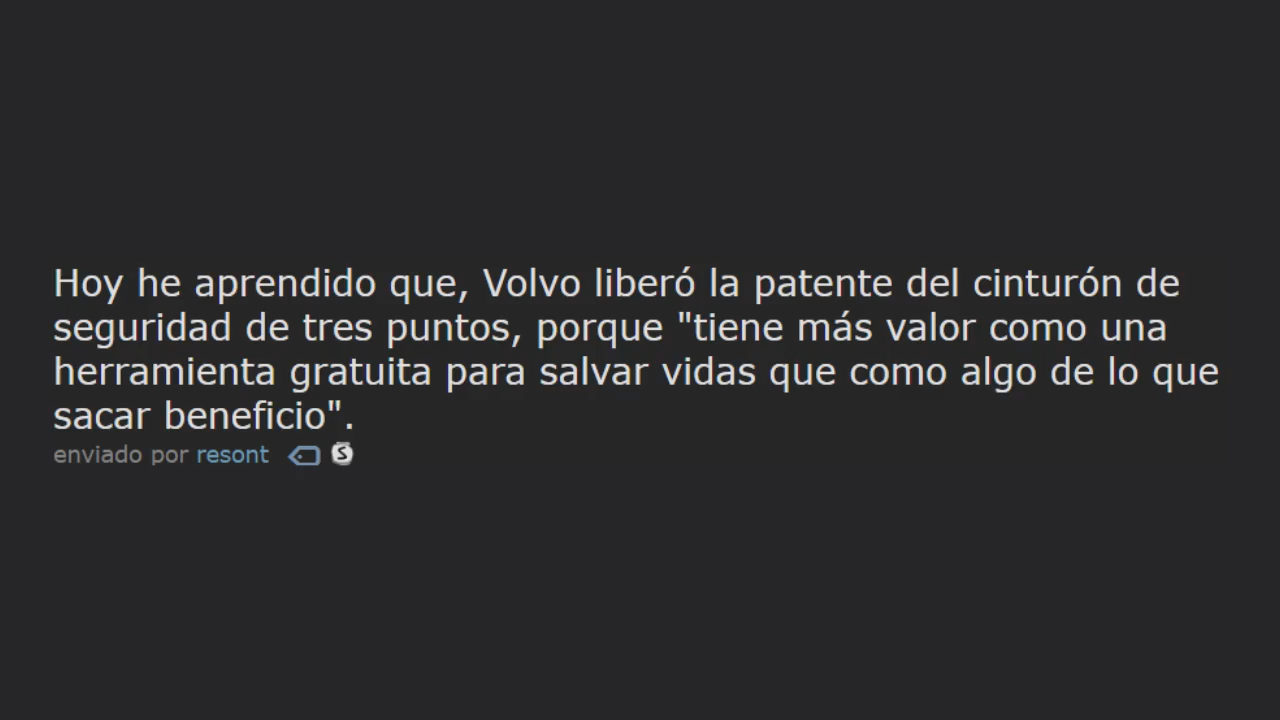 Hoy he aprendido que, Volvo liberó la patente del cinturón de
seguridad de tres puntos, porque "tiene más valor como una
herramienta gratuita para salvar vidas que como algo de lo que
sacar beneficio".
enviado por resont S